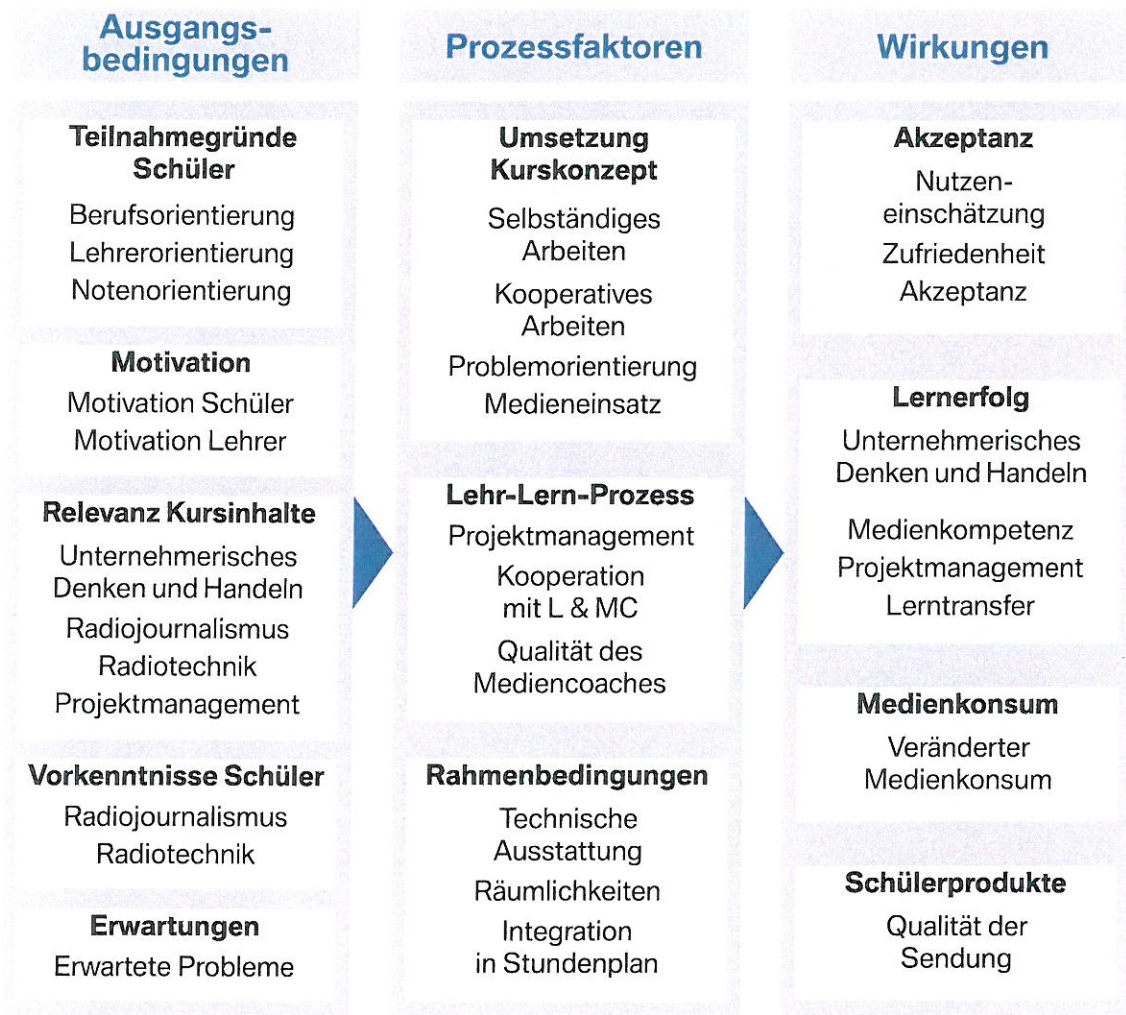 Ausgangs-
bedingungen
Teilnahmegründe
Schüler
Berufsorientierung
Lehrerorientierung
Notenorientierung
Motivation
Motivation Schüler
Motivation Lehrer
Relevanz Kursinhalte
Unternehmerisches
Denken und Handeln
Radiojournalismus
Radiotechnik
Projektmanagement
Vorkenntnisse Schüler
Radiojournalismus
Radiotechnik
Erwartungen
Erwartete Probleme
Prozessfaktoren
Umsetzung
Kurskonzept
Selbständiges
Arbeiten
Kooperatives
Arbeiten
Problemorientierung
Medieneinsatz
Lehr-Lern-Prozess
Projektmanagement
Kooperation
mit L & MC
Qualität des
Mediencoaches
Rahmenbedingungen
Technische
Ausstattung
Räumlichkeiten
Integration
in Stundenplan
Wirkungen
Akzeptanz
Nutzen-
einschätzung
Zufriedenheit
Akzeptanz
Lernerfolg
Unternehmerisches
Denken und Handeln
Medienkompetenz
Projektmanagement
Lerntransfer
Medienkonsum
Veränderter
Medienkonsum
Schülerprodukte
Qualität der
Sendung